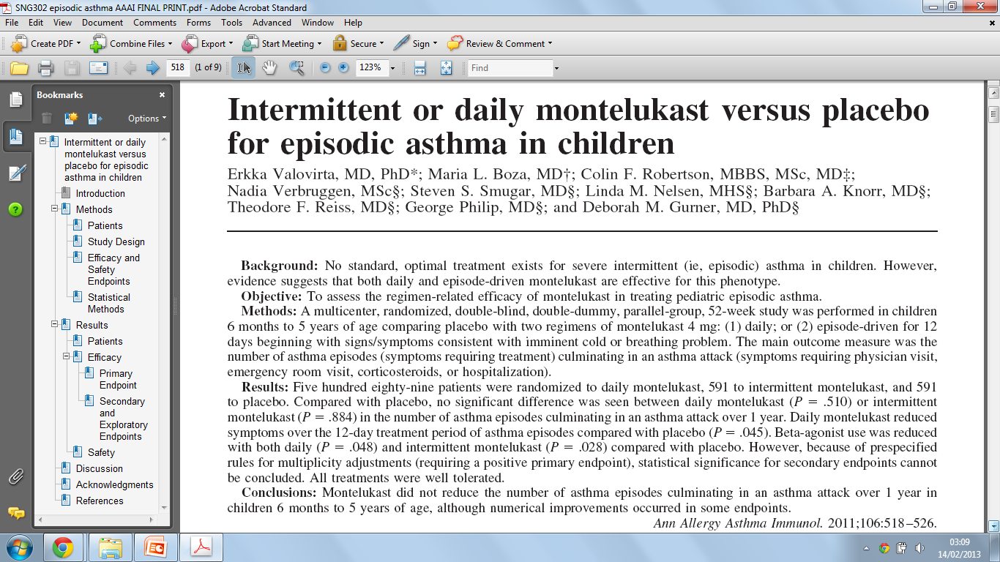 SNG302 episodic asthma AAAI FINAL PRINT.pdf - Adobe Acrobat Standard
File Edit View Document Comments Forms Tools Advanced Window Help
Create PDF Combine Files Export Start Meeting Secure Sign Review & Comment
518 (1 of 9) 123% Find
Bookmarks
Options
Intermittent or daily
montelukast versus
placebo for episodic
asthma in children
Introduction
Methods
Patients
Study Design
Efficacy and
Safety
Endpoints
Statistical
Methods
Results
Patients
Efficacy
Primary
Endpoint
Secondary
and
Exploratory
Endpoints
Safety
Discussion
Acknowledgments
References
Intermittent or daily montelukast versus placebo
for episodic asthma in children
Erkka Valovirta, MD, PhD*; Maria L. Boza, MD†; Colin F. Robertson, MBBS, MSc, MD‡;
Nadia Verbruggen, MSc§; Steven S. Smugar, MD§; Linda M. Nelsen, MHS§; Barbara A. Knorr, MD§;
Theodore F. Reiss, MD§; George Philip, MD§; and Deborah M. Gurner, MD, PhD§
Background: No standard, optimal treatment exists for severe intermittent (ie, episodic) asthma in children. However,
evidence suggests that both daily and episode-driven montelukast are effective for this phenotype.
Objective: To assess the regimen-related efficacy of montelukast in treating pediatric episodic asthma.
Methods: A multicenter, randomized, double-blind, double-dummy, parallel-group, 52-week study was performed in children
6 months to 5 years of age comparing placebo with two regimens of montelukast 4 mg: (1) daily; or (2) episode-driven for 12
days beginning with signs/symptoms consistent with imminent cold or breathing problem. The main outcome measure was the
number of asthma episodes (symptoms requiring treatment) culminating in an asthma attack (symptoms requiring physician visit,
emergency room visit, corticosteroids, or hospitalization).
Results: Five hundred eighty-nine patients were randomized to daily montelukast, 591 to intermittent montelukast, and 591
to placebo. Compared with placebo, no significant difference was seen between daily montelukast (P = .510) or intermittent
montelukast (P = .884) in the number of asthma episodes culminating in an asthma attack over 1 year. Daily montelukast reduced
symptoms over the 12-day treatment period of asthma episodes compared with placebo (P = .045). Beta-agonist use was reduced
with both daily (P = .048) and intermittent montelukast (P = .028) compared with placebo. However, because of prespecified
rules for multiplicity adjustments (requiring a positive primary endpoint), statistical significance for secondary endpoints cannot
be concluded. All treatments were well tolerated.
Conclusions: Montelukast did not reduce the number of asthma episodes culminating in an asthma attack over 1 year in
children 6 months to 5 years of age, although numerical improvements occurred in some endpoints.
Ann Allergy Asthma Immunol. 2011;106:518–526.
03:09
14/02/2013